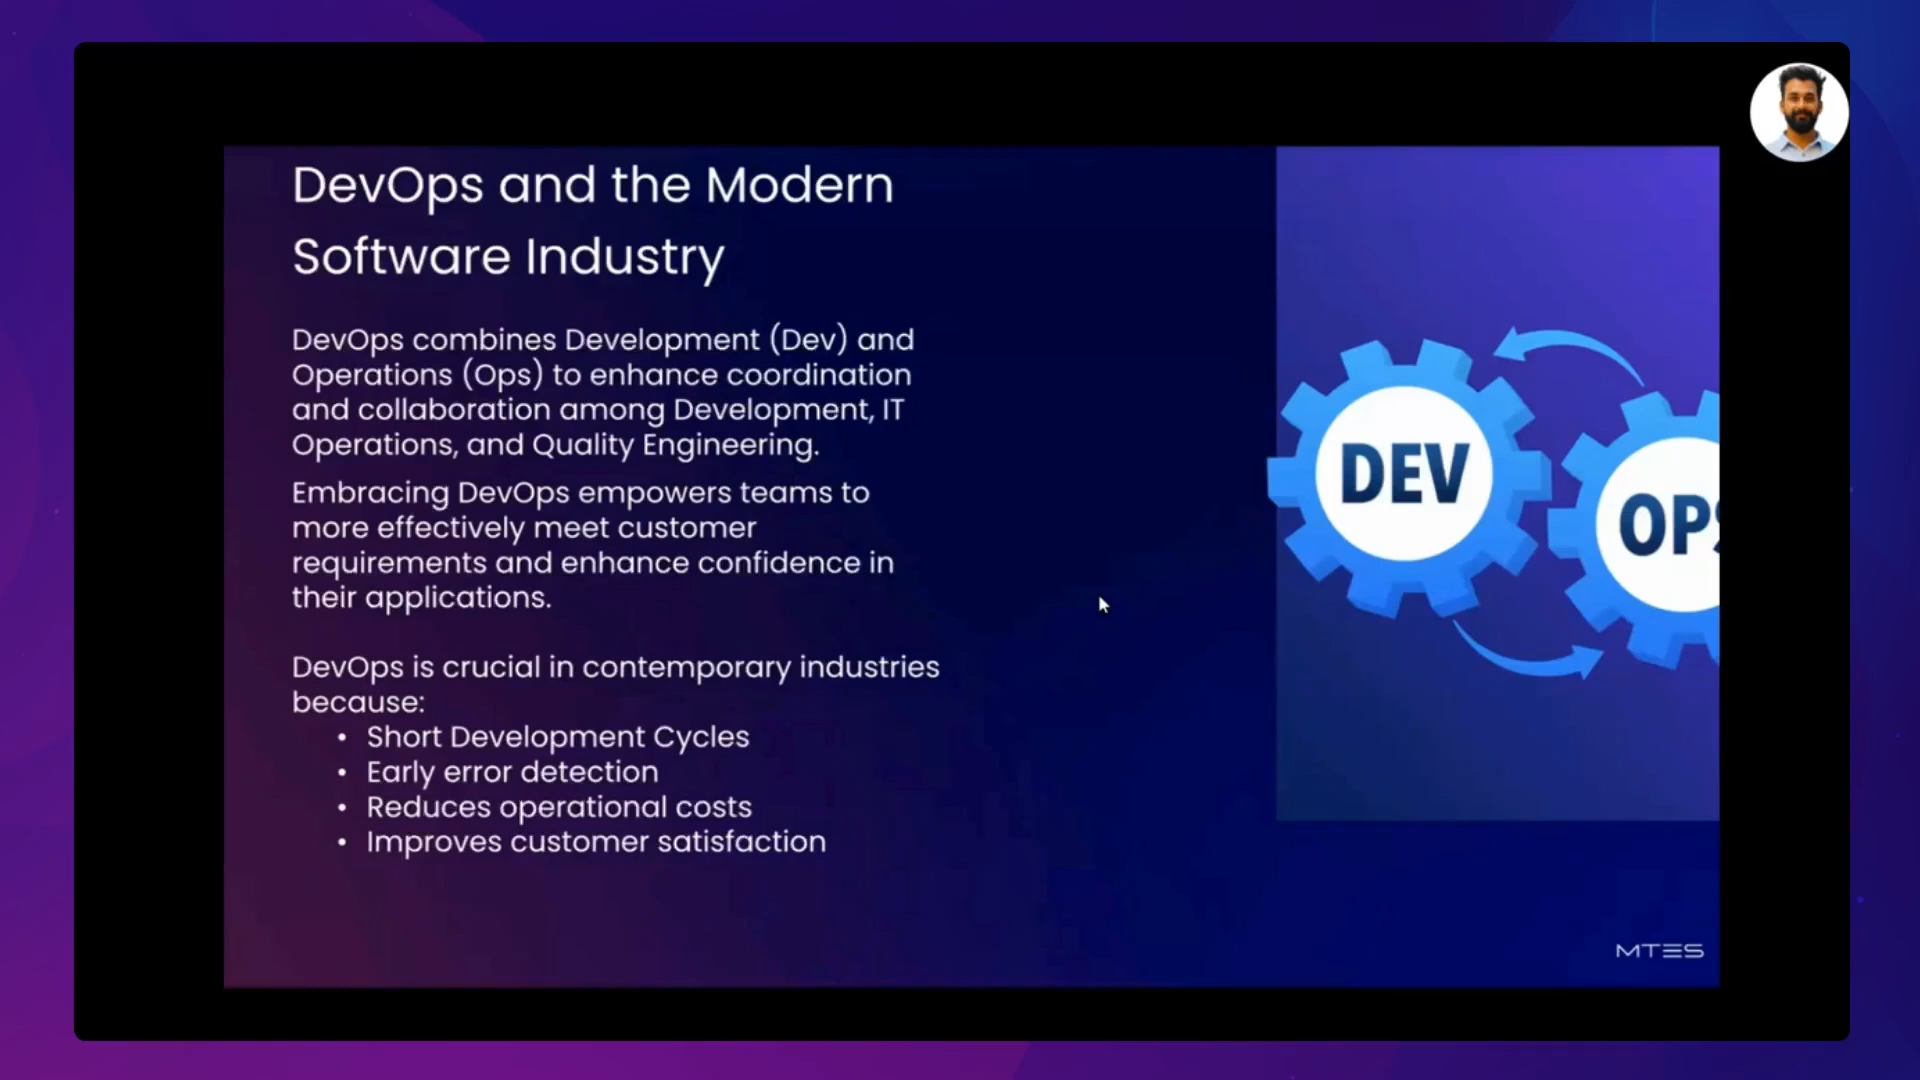 DevOps and the Modern
Software Industry
DevOps combines Development (Dev) and
Operations (Ops) to enhance coordination
and collaboration among Development, IT
Operations, and Quality Engineering.
Embracing DevOps empowers teams to
more effectively meet customer
requirements and enhance confidence in
their applications.
DevOps is crucial in contemporary industries
because:
• Short Development Cycles
• Early error detection
• Reduces operational costs
• Improves customer satisfaction
DEV
OPS
MTES